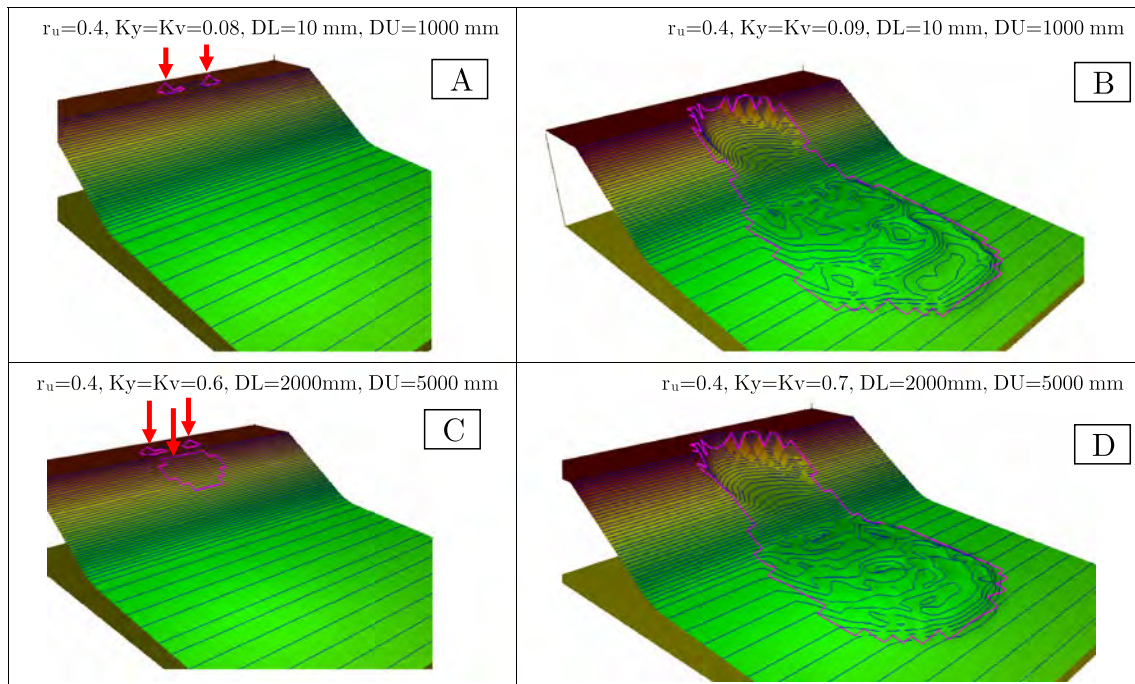 rᵤ=0.4, Ky=Kv=0.08, DL=10 mm, DU=1000 mm
A
rᵤ=0.4, Ky=Kv=0.09, DL=10 mm, DU=1000 mm
B
rᵤ=0.4, Ky=Kv=0.6, DL=2000mm, DU=5000 mm
C
rᵤ=0.4, Ky=Kv=0.7, DL=2000mm, DU=5000 mm
D